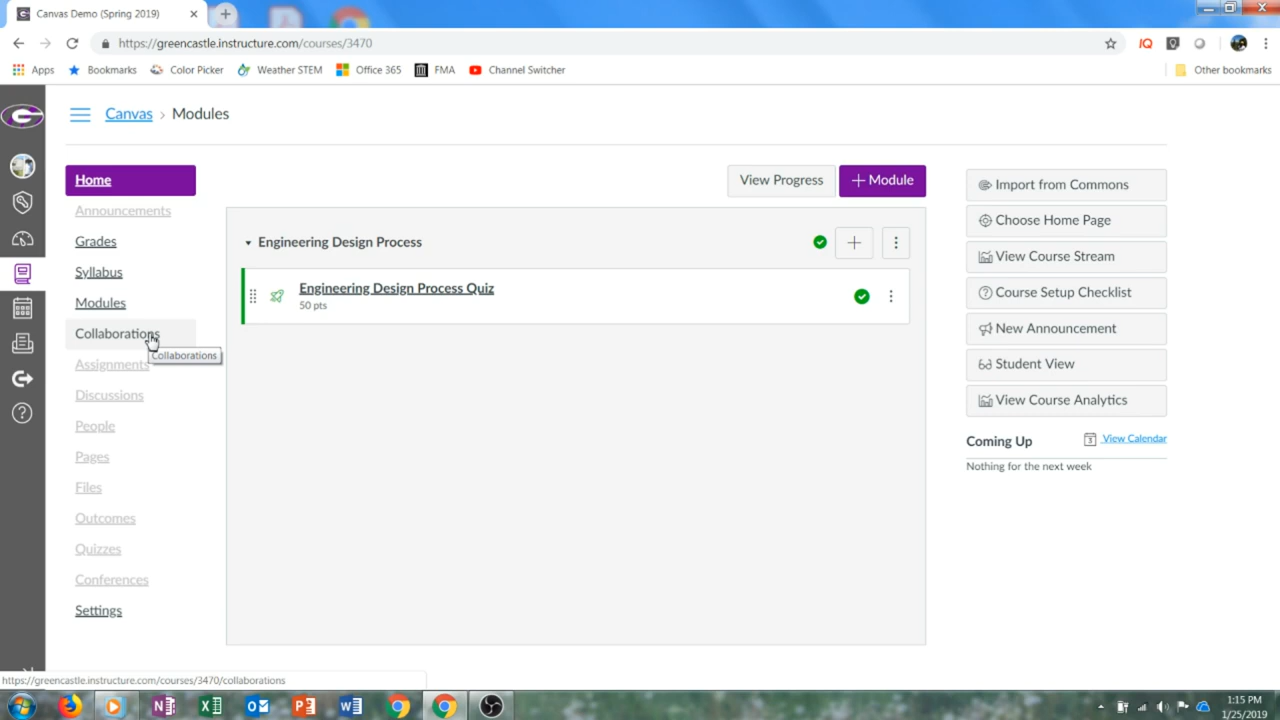 Canvas Demo (Spring 2019)
https://greencastle.instructure.com/courses/3470
Apps
Bookmarks
Color Picker
Weather STEM
Office 365
FMA
Channel Switcher
Other bookmarks
Canvas > Modules
Home
Announcements
Grades
Syllabus
Modules
Collaborations
Collaborations
Assignments
Discussions
People
Pages
Files
Outcomes
Quizzes
Conferences
Settings
View Progress
+ Module
Engineering Design Process
Engineering Design Process Quiz
50 pts
Import from Commons
Choose Home Page
View Course Stream
Course Setup Checklist
New Announcement
Student View
View Course Analytics
Coming Up
3
View Calendar
Nothing for the next week
https://greencastle.instructure.com/courses/3470/collaborations
1:15 PM
1/25/2019